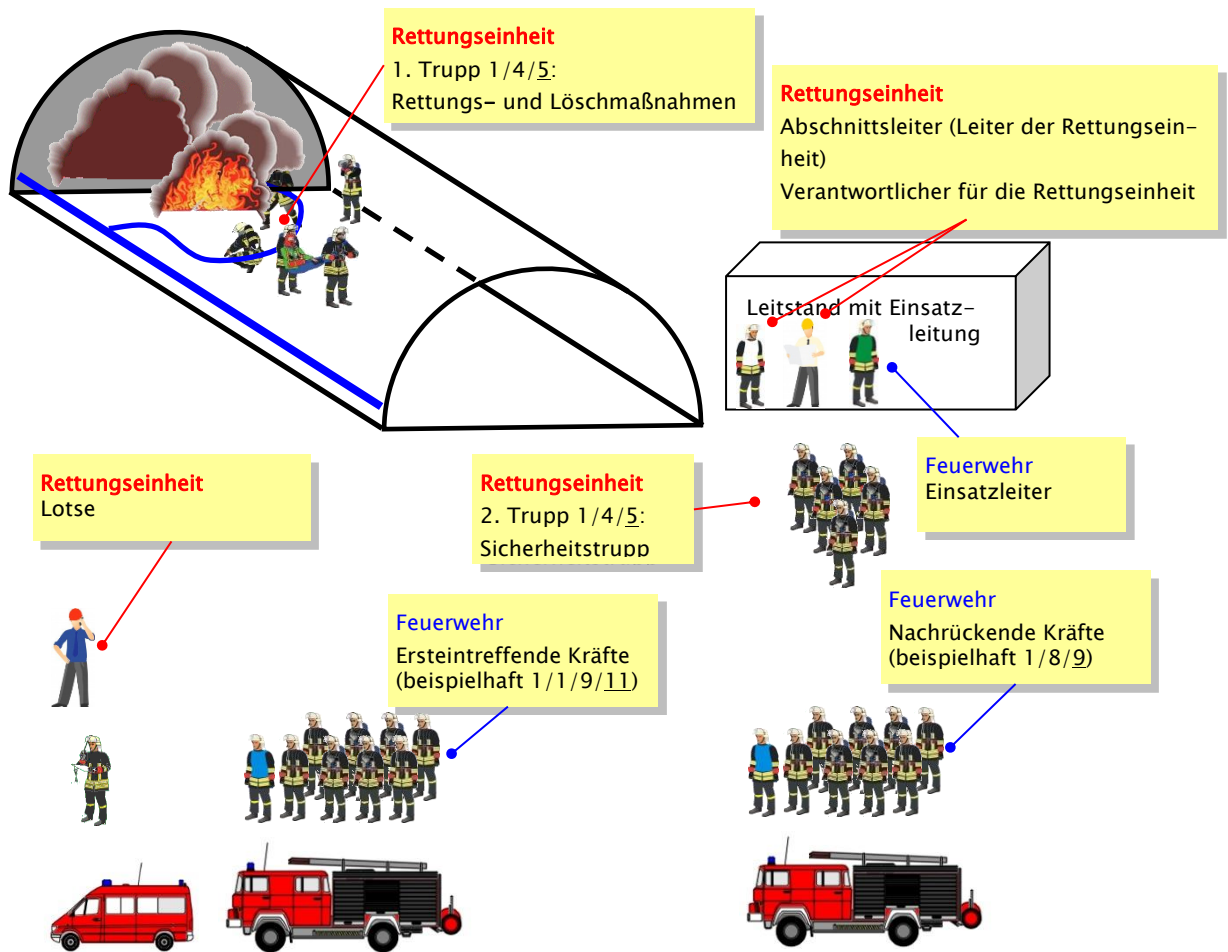 Rettungseinheit
1. Trupp 1/4/5:
Rettungs- und Löschmaßnahmen
Rettungseinheit
Abschnittsleiter (Leiter der Rettungsein-
heit)
Verantwortlicher für die Rettungseinheit
Leitstand mit Einsatz-
leitung
Rettungseinheit
Lotse
Rettungseinheit
2. Trupp 1/4/5:
Sicherheitstrupp
Feuerwehr
Einsatzleiter
Feuerwehr
Ersteintreffende Kräfte
(beispielhaft 1/1/9/11)
Feuerwehr
Nachrückende Kräfte
(beispielhaft 1/8/9)